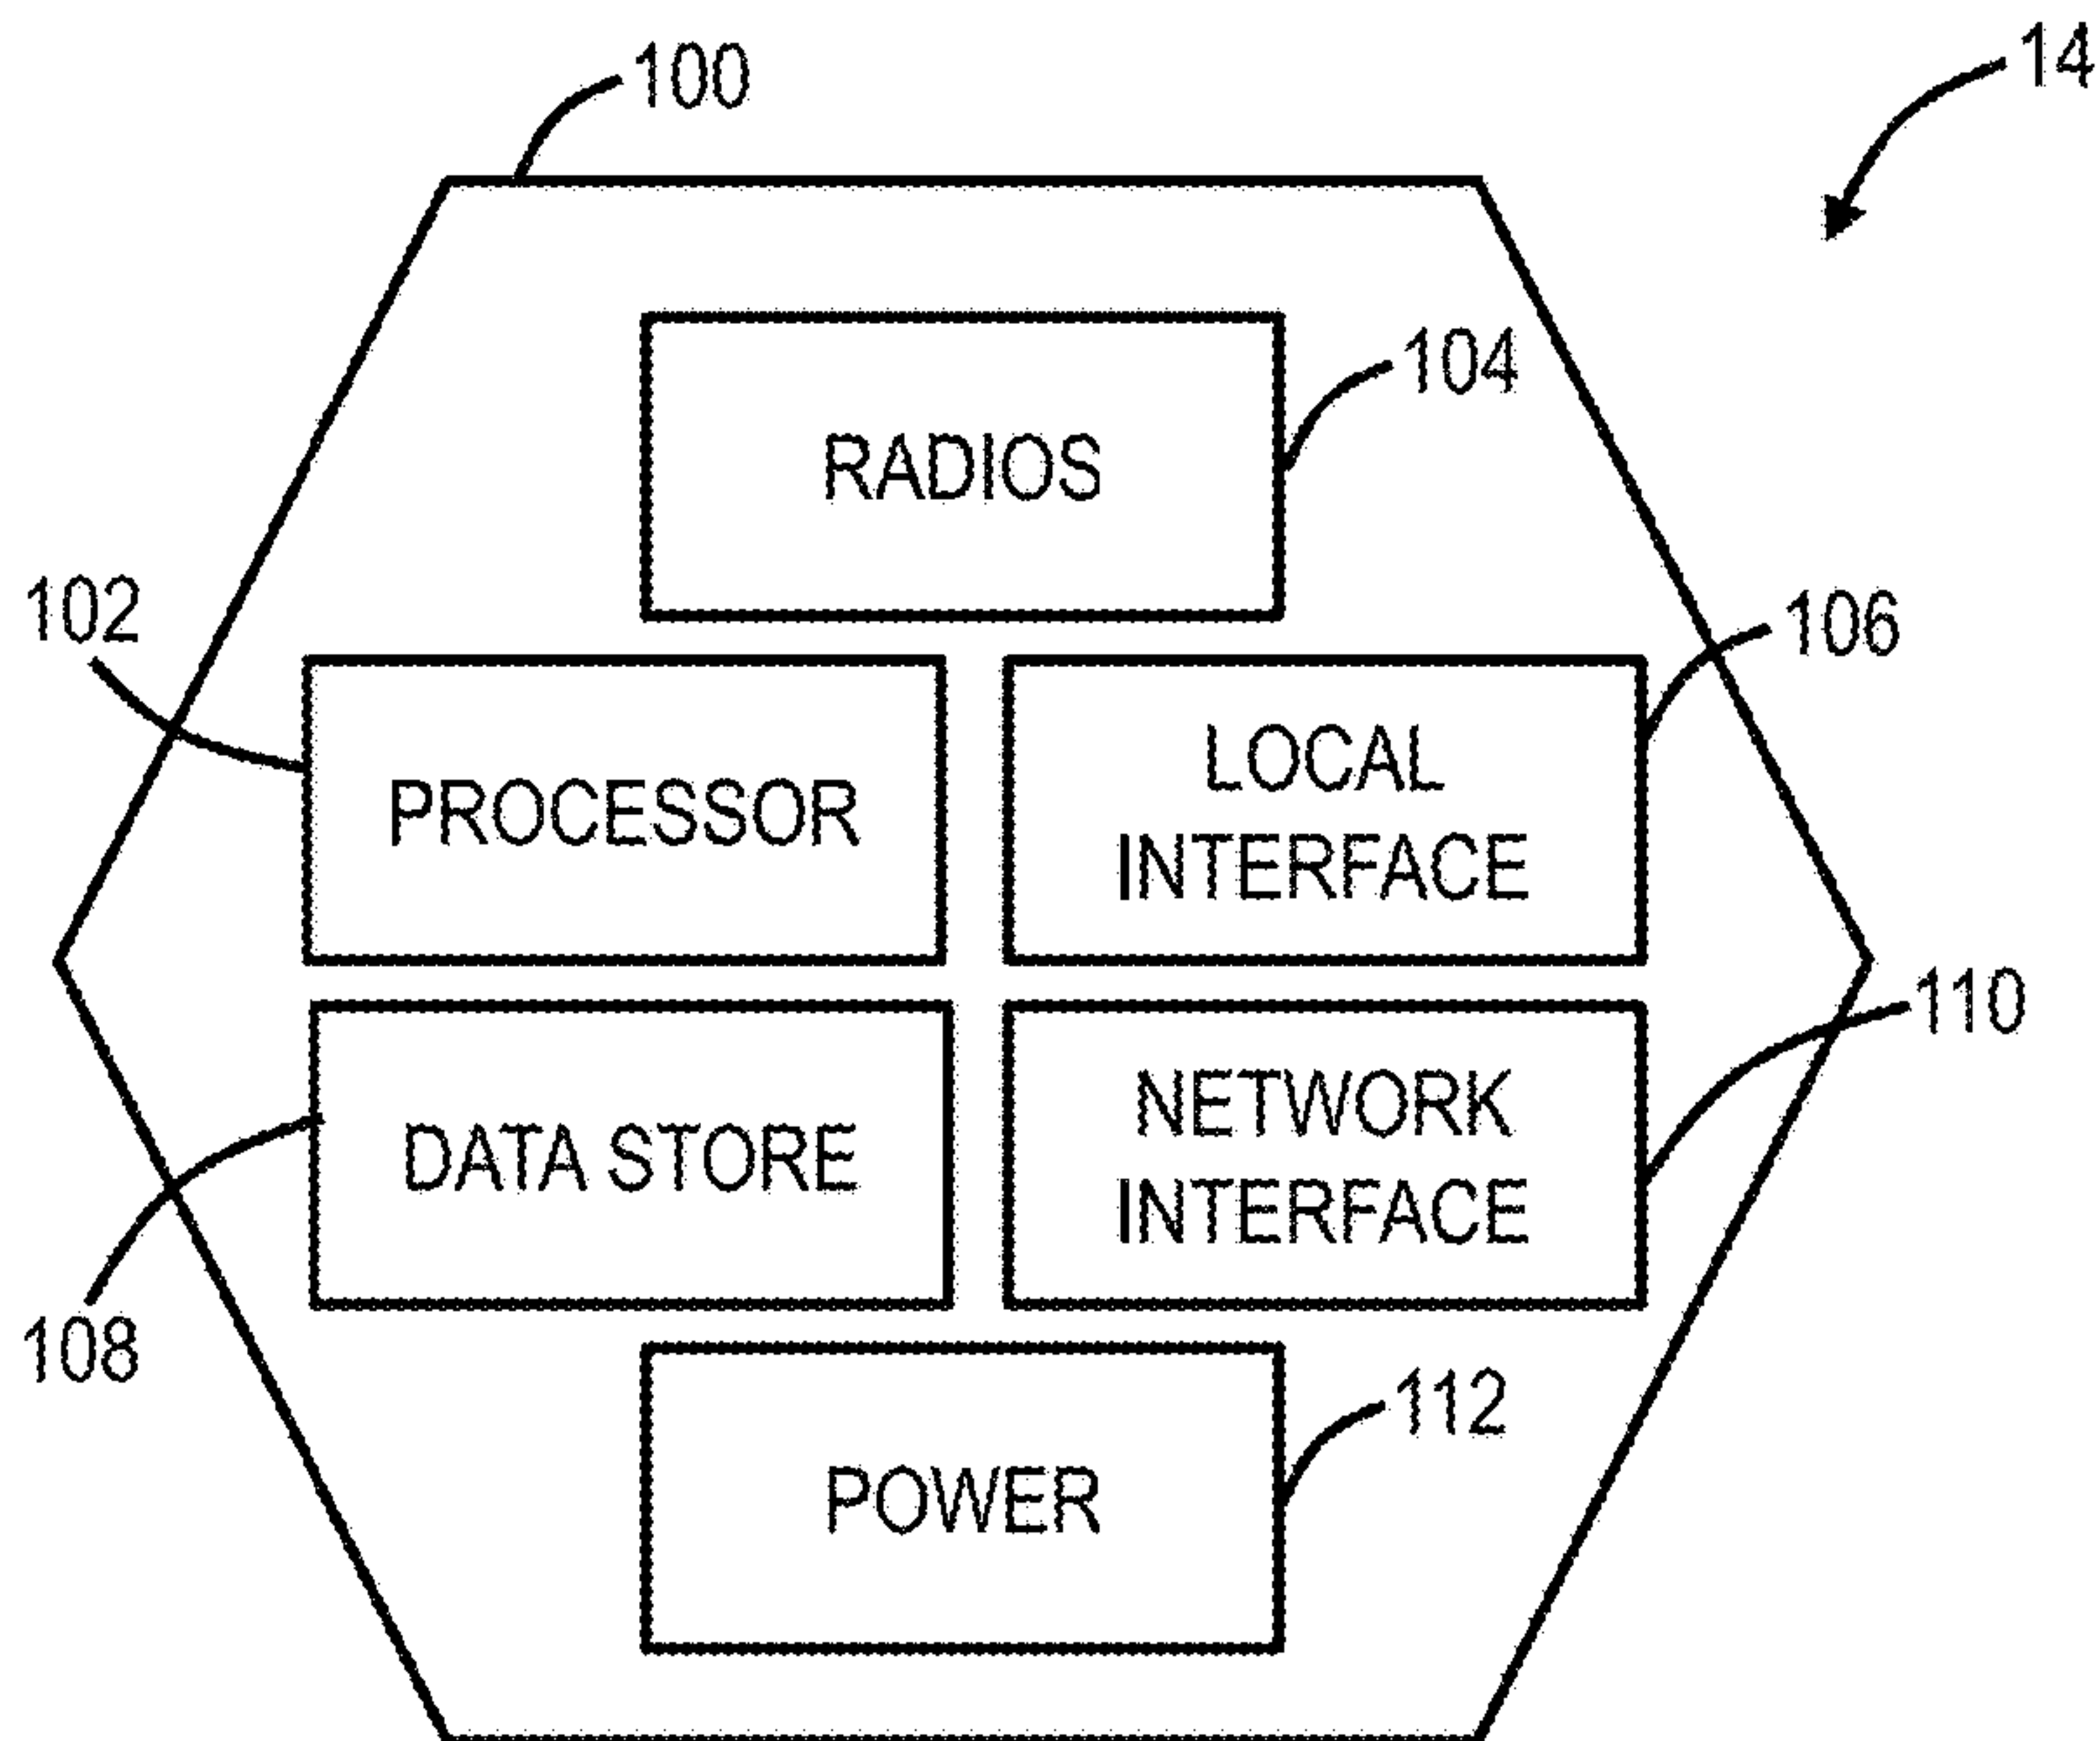 14
100
RADIOS
104
102
106
PROCESSOR
LOCAL
INTERFACE
110
DATA STORE
NETWORK
INTERFACE
108
POWER
112